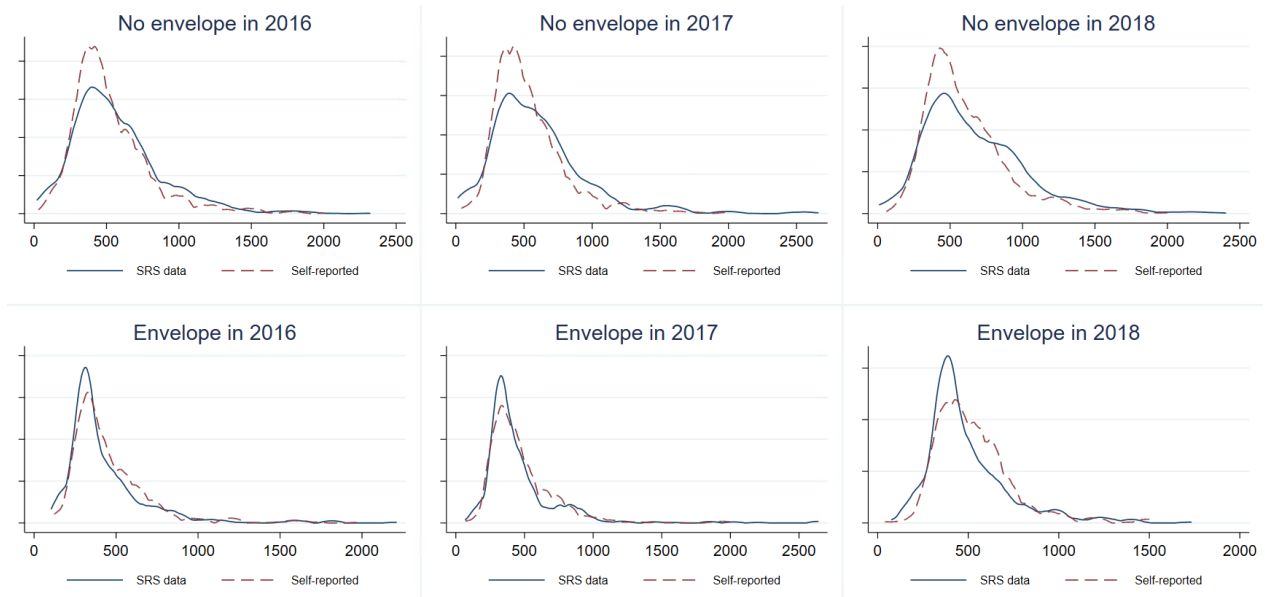 No envelope in 2016
0 500 1000 1500 2000 2500
SRS data Self-reported
No envelope in 2017
0 500 1000 1500 2000 2500
SRS data Self-reported
No envelope in 2018
0 500 1000 1500 2000 2500
SRS data Self-reported
Envelope in 2016
0 500 1000 1500 2000
SRS data Self-reported
Envelope in 2017
0 500 1000 1500 2000 2500
SRS data Self-reported
Envelope in 2018
0 500 1000 1500 2000
SRS data Self-reported